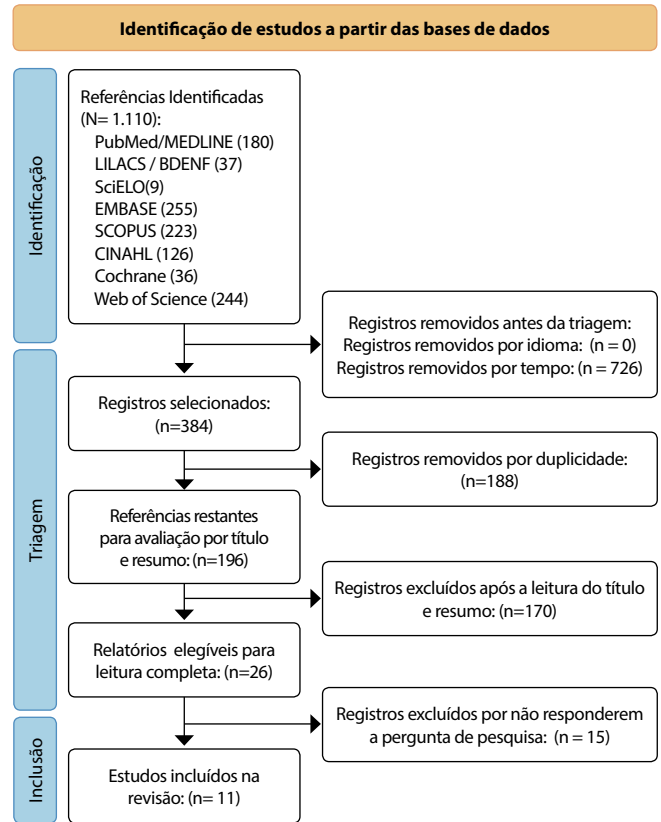 Identificação de estudos a partir das bases de dados
Identificação
Referências Identificadas
(N= 1.110):
PubMed/MEDLINE (180)
LILACS / BDENF (37)
SciELO(9)
EMBASE (255)
SCOPUS (223)
CINAHL (126)
Cochrane (36)
Web of Science (244)
Registros removidos antes da triagem:
Registros removidos por idioma: (n = 0)
Registros removidos por tempo: (n = 726)
Triagem
Registros selecionados:
(n=384)
Registros removidos por duplicidade:
(n=188)
Referências restantes
para avaliação por título
e resumo: (n=196)
Registros excluídos após a leitura do título
e resumo: (n=170)
Relatórios elegíveis para
leitura completa: (n=26)
Registros excluídos por não responderem
a pergunta de pesquisa: (n = 15)
Inclusão
Estudos incluídos na
revisão: (n= 11)